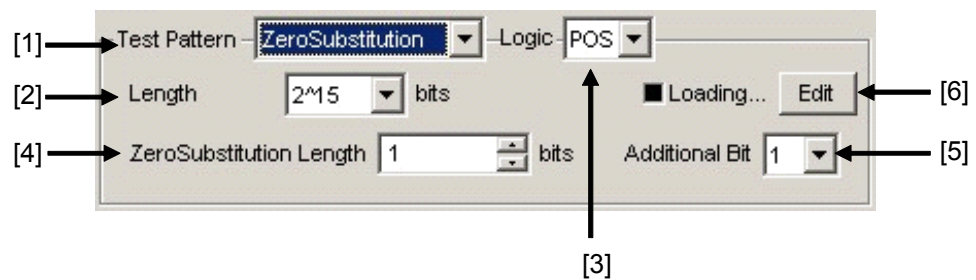 [1] Test Pattern ZeroSubstitution Logic POS
[2] Length 2^15 bits Loading... Edit [6]
[4] ZeroSubstitution Length 1 bits Additional Bit 1 [5]
[3]